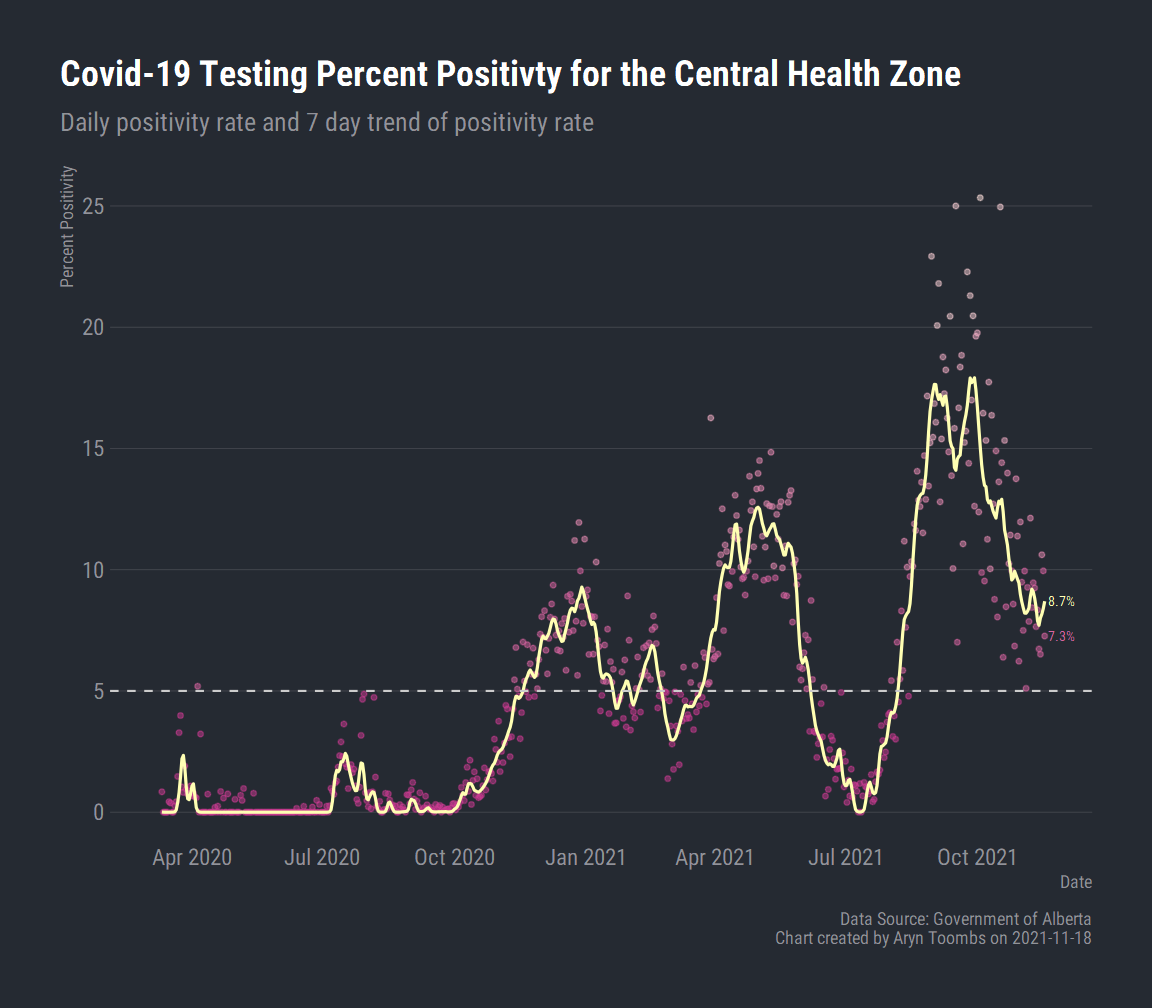 Covid-19 Testing Percent Positivty for the Central Health Zone
Daily positivity rate and 7 day trend of positivity rate
Percent Positivity
25
20
15
10
5
0
8.7%
7.3%
Apr 2020 Jul 2020 Oct 2020 Jan 2021 Apr 2021 Jul 2021 Oct 2021
Date
Data Source: Government of Alberta
Chart created by Aryn Toombs on 2021-11-18